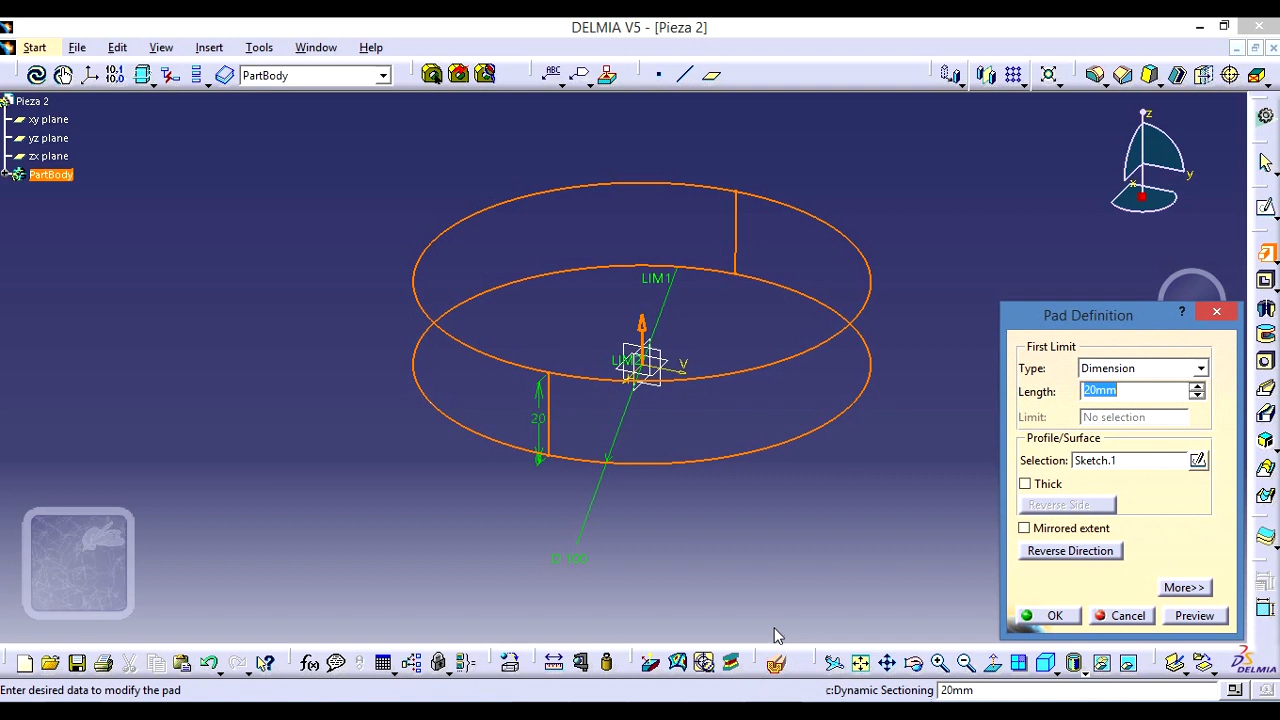 DELMIA V5 - [Pieza 2]
Start File Edit View Insert Tools Window Help
PartBody
Pieza 2
xy plane
yz plane
zx plane
PartBody
z
y
x
LIM1
V
20
Pad Definition
First Limit
Type: Dimension
Length: 20mm
Limit: No selection
Profile/Surface
Selection: Sketch.1
Thick
Reverse Side
Mirrored extent
Reverse Direction
More>>
OK Cancel Preview
DELMIA
Enter desired data to modify the pad
c:Dynamic Sectioning 20mm